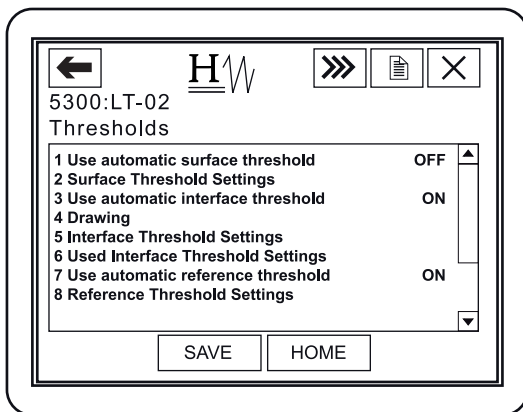 H
5300:LT-02
Thresholds
1 Use automatic surface threshold OFF
2 Surface Threshold Settings
3 Use automatic interface threshold ON
4 Drawing
5 Interface Threshold Settings
6 Used Interface Threshold Settings
7 Use automatic reference threshold ON
8 Reference Threshold Settings
SAVE HOME